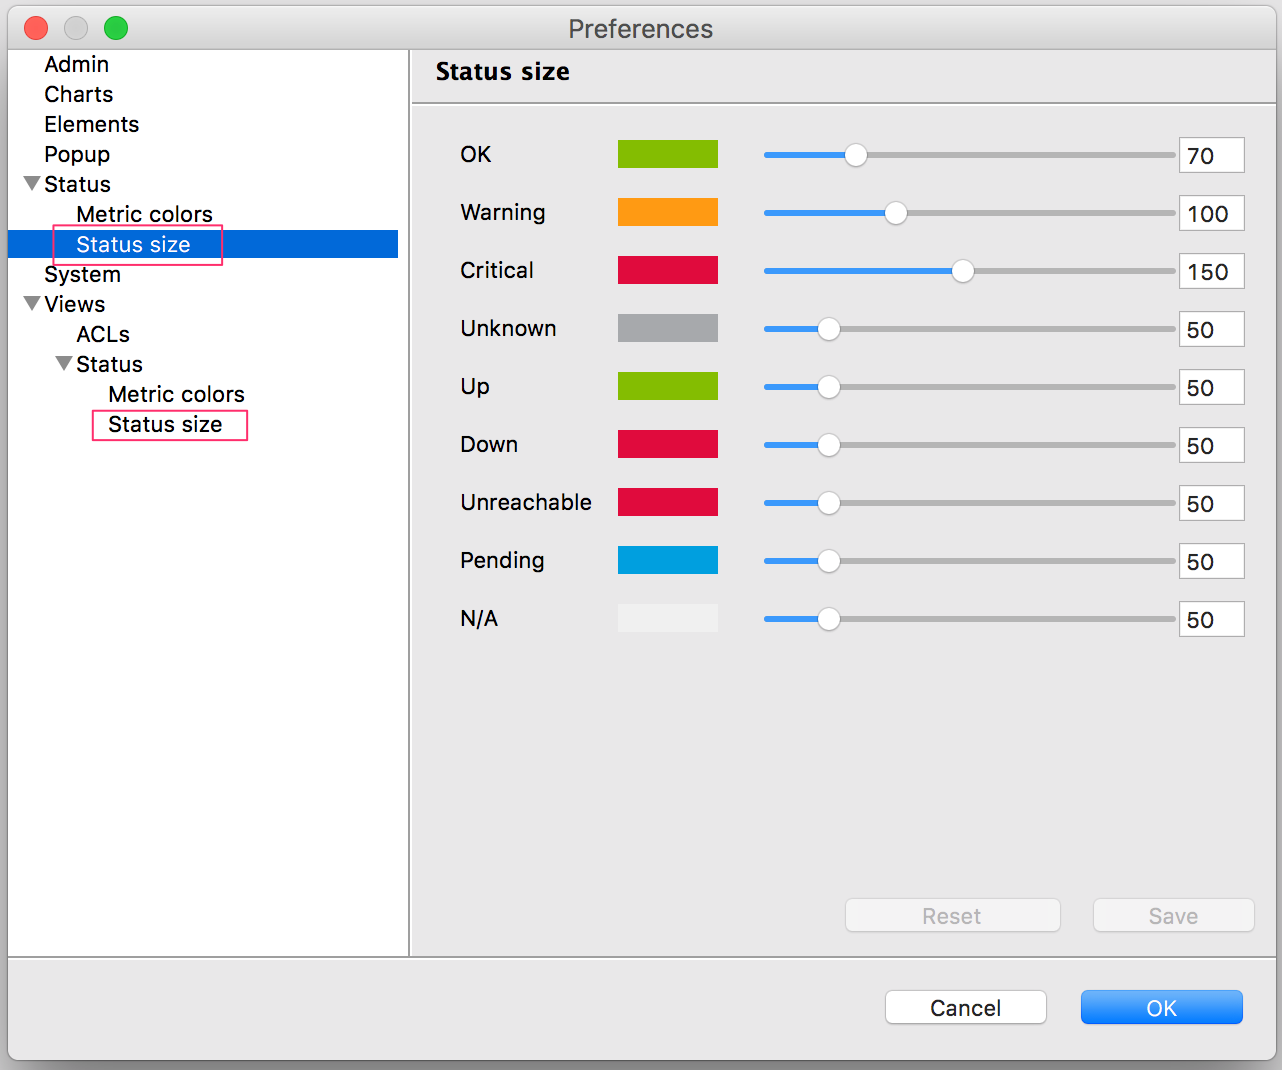 Preferences
Admin
Charts
Elements
Popup
Status
Metric colors
Status size
System
Views
ACLs
Status
Metric colors
Status size
Status size
OK 70
Warning 100
Critical 150
Unknown 50
Up 50
Down 50
Unreachable 50
Pending 50
N/A 50
Reset Save
Cancel OK